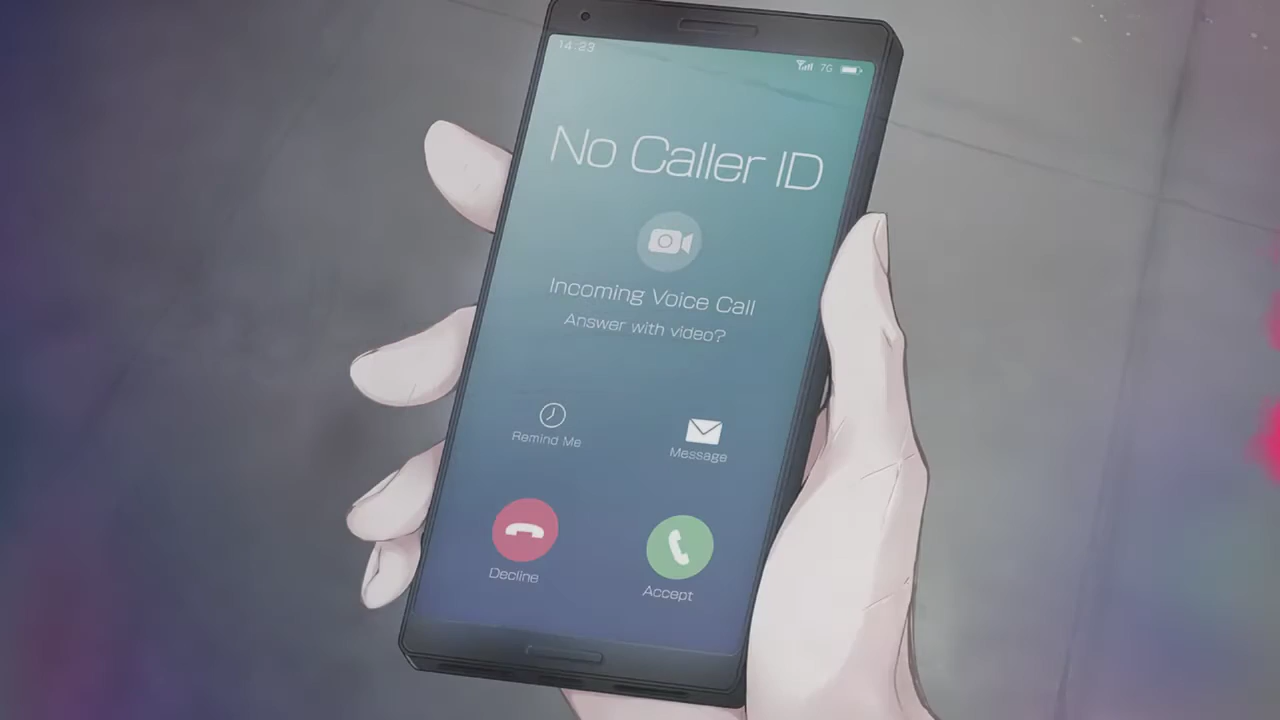 14.23
7G
No Caller ID
Incoming Voice Call
Answer with video?
Remind Me
Message
Decline
Accept